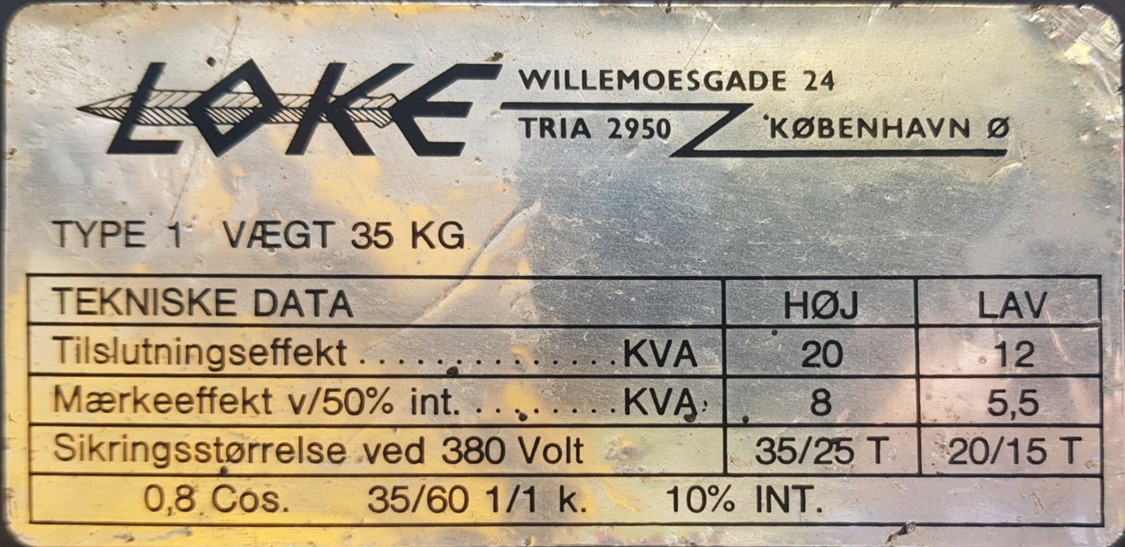 LOKE WILLEMOESGADE 24
TRIA 2950 KØBENHAVN Ø
TYPE 1 VÆGT 35 KG
TEKNISKE DATA HØJ LAV
Tilslutningseffekt . . . . . . . . . . . . . . . KVA 20 12
Mærkeeffekt v/50% int. . . . . . . . . . KVA 8 5,5
Sikringsstørrelse ved 380 Volt 35/25 T 20/15 T
0,8 Cos. 35/60 1/1 k. 10% INT.